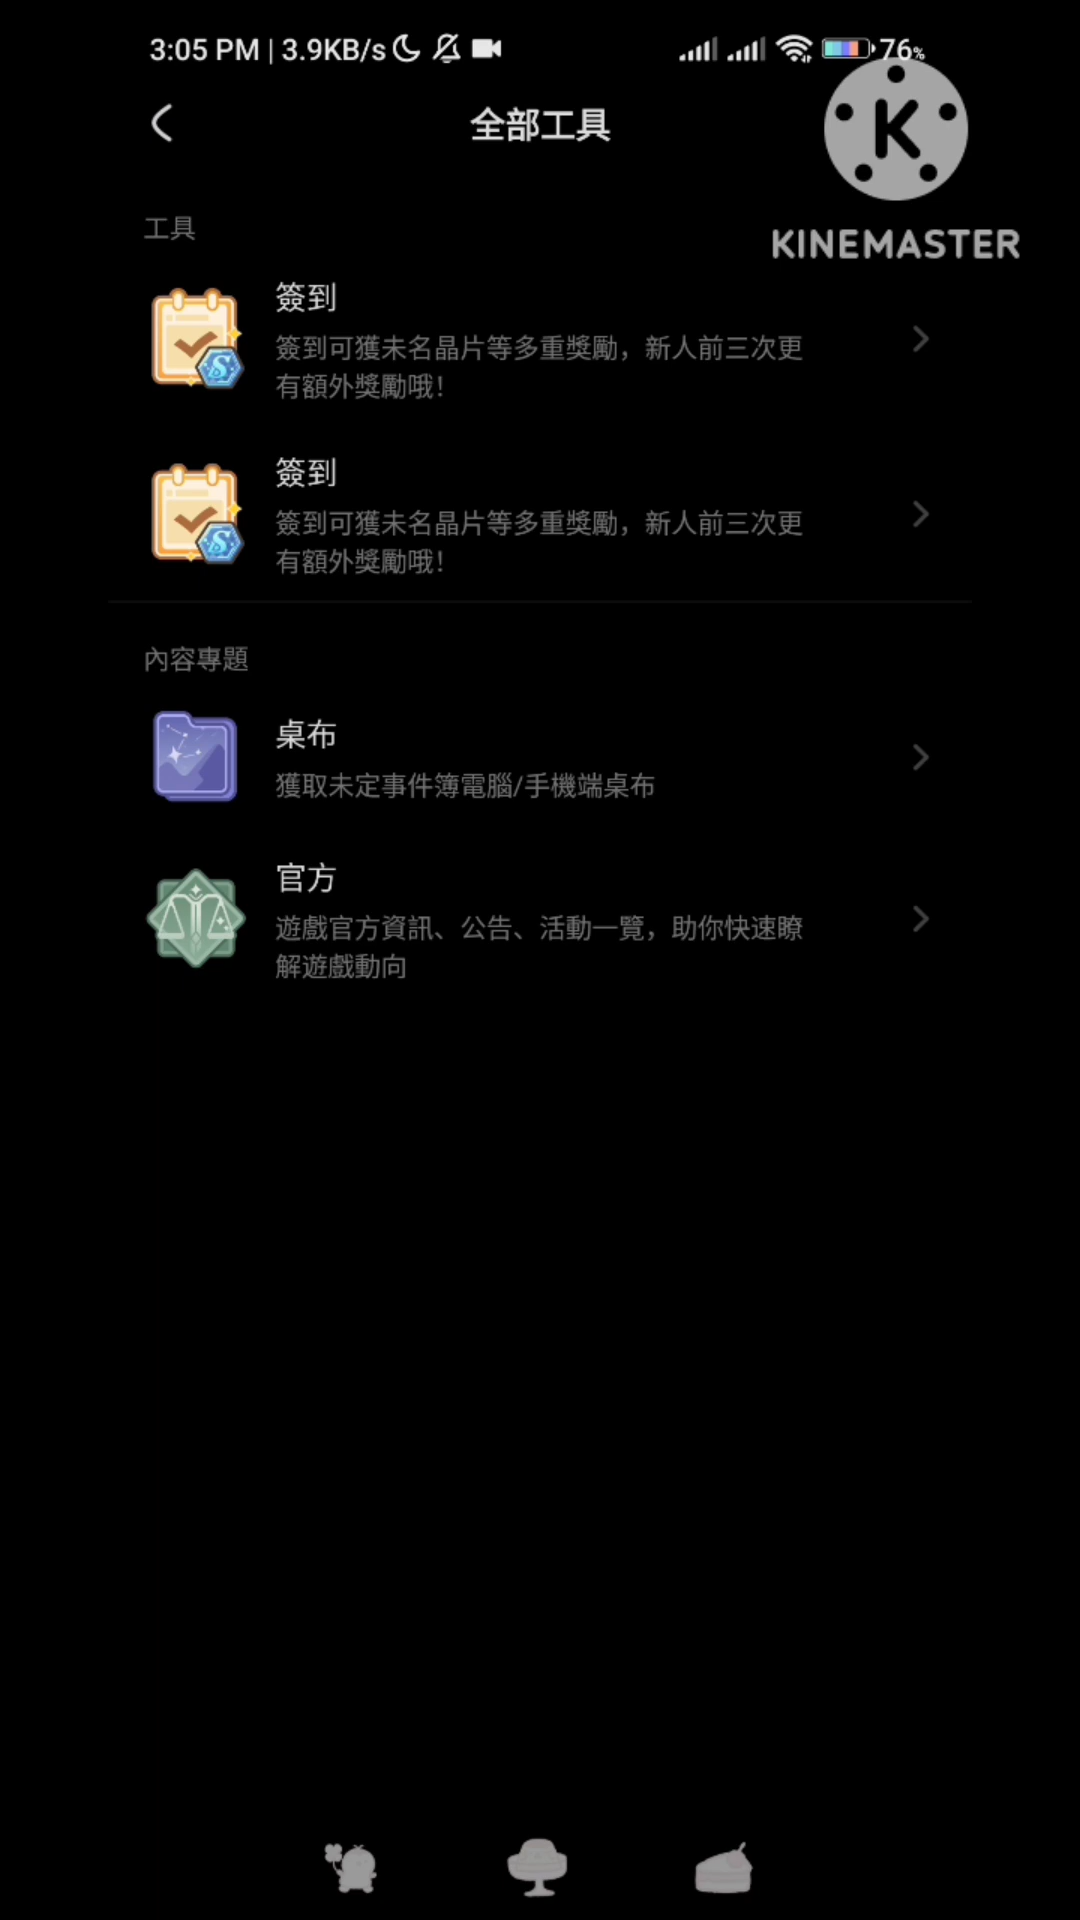 3:05 PM | 3.9KB/s
76%
全部工具
K
KINEMASTER
工具
簽到
簽到可獲未名晶片等多重獎勵，新人前三次更
有額外獎勵哦！
簽到
簽到可獲未名晶片等多重獎勵，新人前三次更
有額外獎勵哦！
內容專題
桌布
獲取未定事件簿電腦/手機端桌布
官方
遊戲官方資訊、公告、活動一覽，助你快速瞭
解遊戲動向